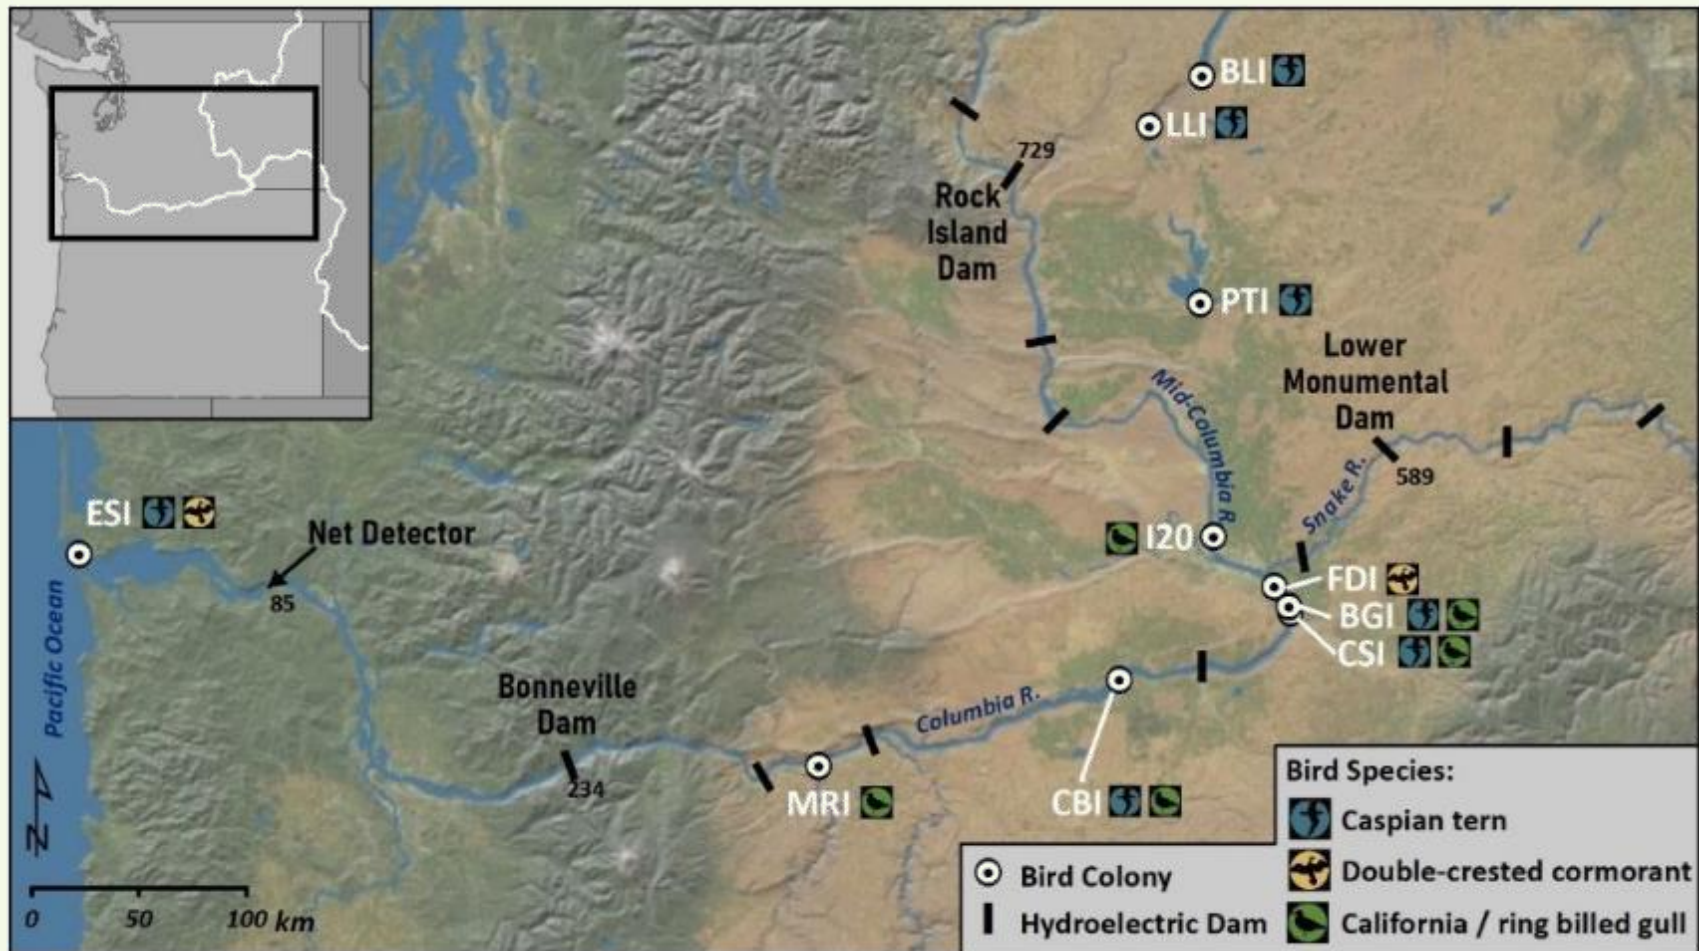 BLI
LLI
729
Rock
Island
Dam
PTI
Lower
Monumental
Dam
Mid-Columbia R.
589
Snake R.
ESI
Net Detector
85
I20
FDI
BGI
CSI
Pacific Ocean
Bonneville
Dam
234
Columbia R.
MRI
CBI
N
0 50 100 km
Bird Species:
Caspian tern
Double-crested cormorant
California / ring billed gull
Bird Colony
Hydroelectric Dam